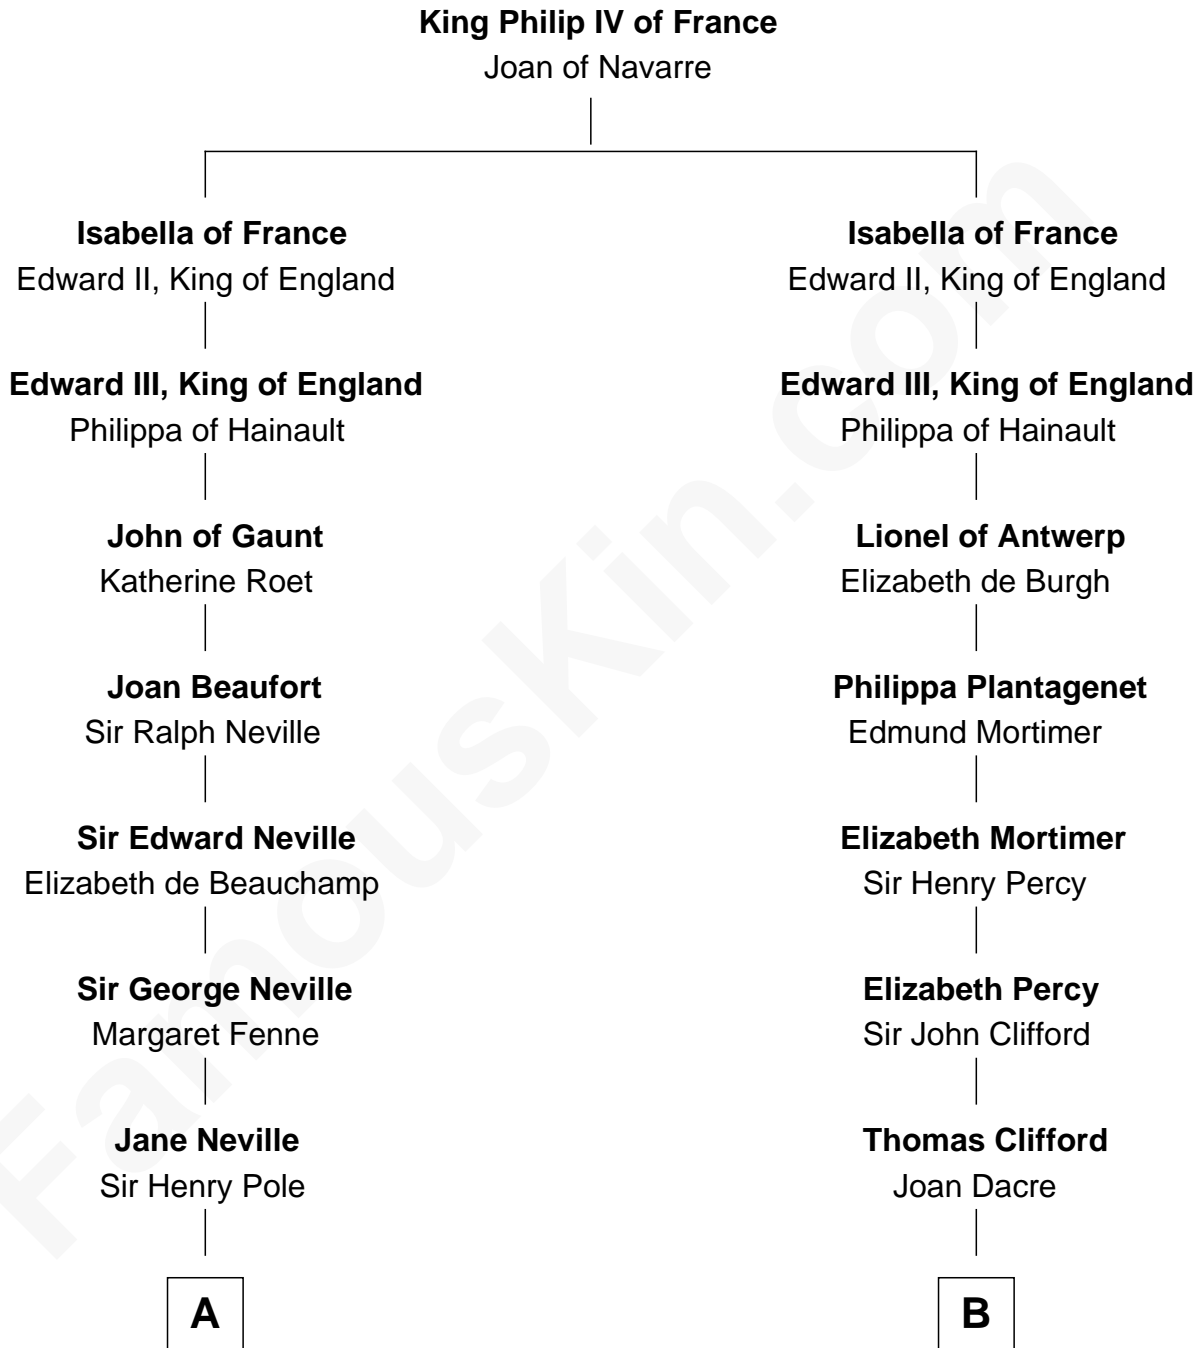 King Philip IV of France
Joan of Navarre
Isabella of France
Edward II, King of England
Edward III, King of England
Philippa of Hainault
John of Gaunt
Katherine Roet
Joan Beaufort
Sir Ralph Neville
Sir Edward Neville
Elizabeth de Beauchamp
Sir George Neville
Margaret Fenne
Jane Neville
Sir Henry Pole
A
Isabella of France
Edward II, King of England
Edward III, King of England
Philippa of Hainault
Lionel of Antwerp
Elizabeth de Burgh
Philippa Plantagenet
Edmund Mortimer
Elizabeth Mortimer
Sir Henry Percy
Elizabeth Percy
Sir John Clifford
Thomas Clifford
Joan Dacre
B
FamousKin.com